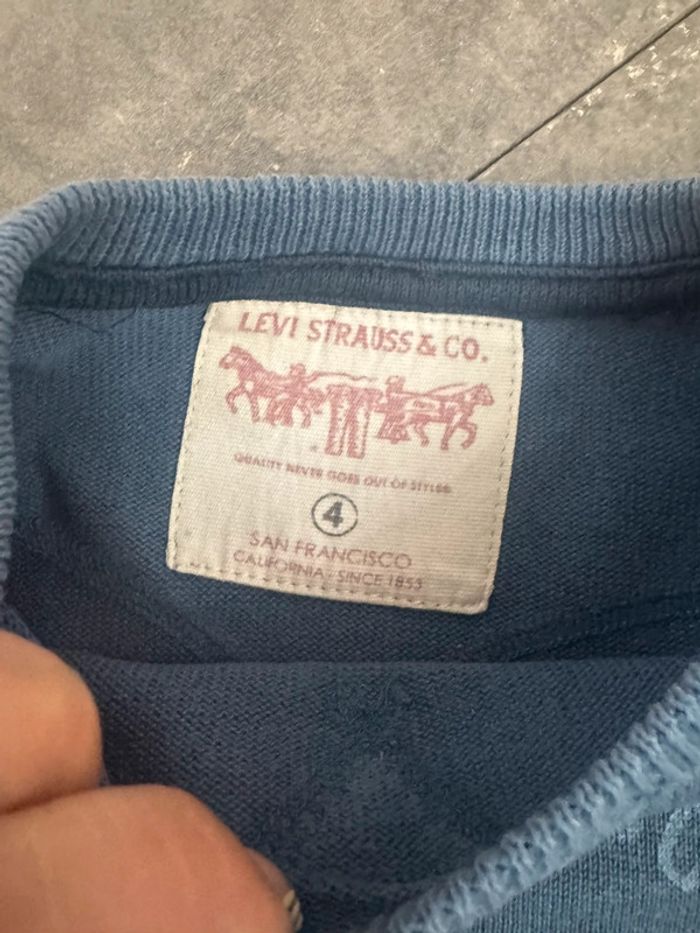 LEVI STRAUSS & CO.
QUALITY NEVER GOES OUT OF STYLE®
4
SAN FRANCISCO
CALIFORNIA - SINCE 1853